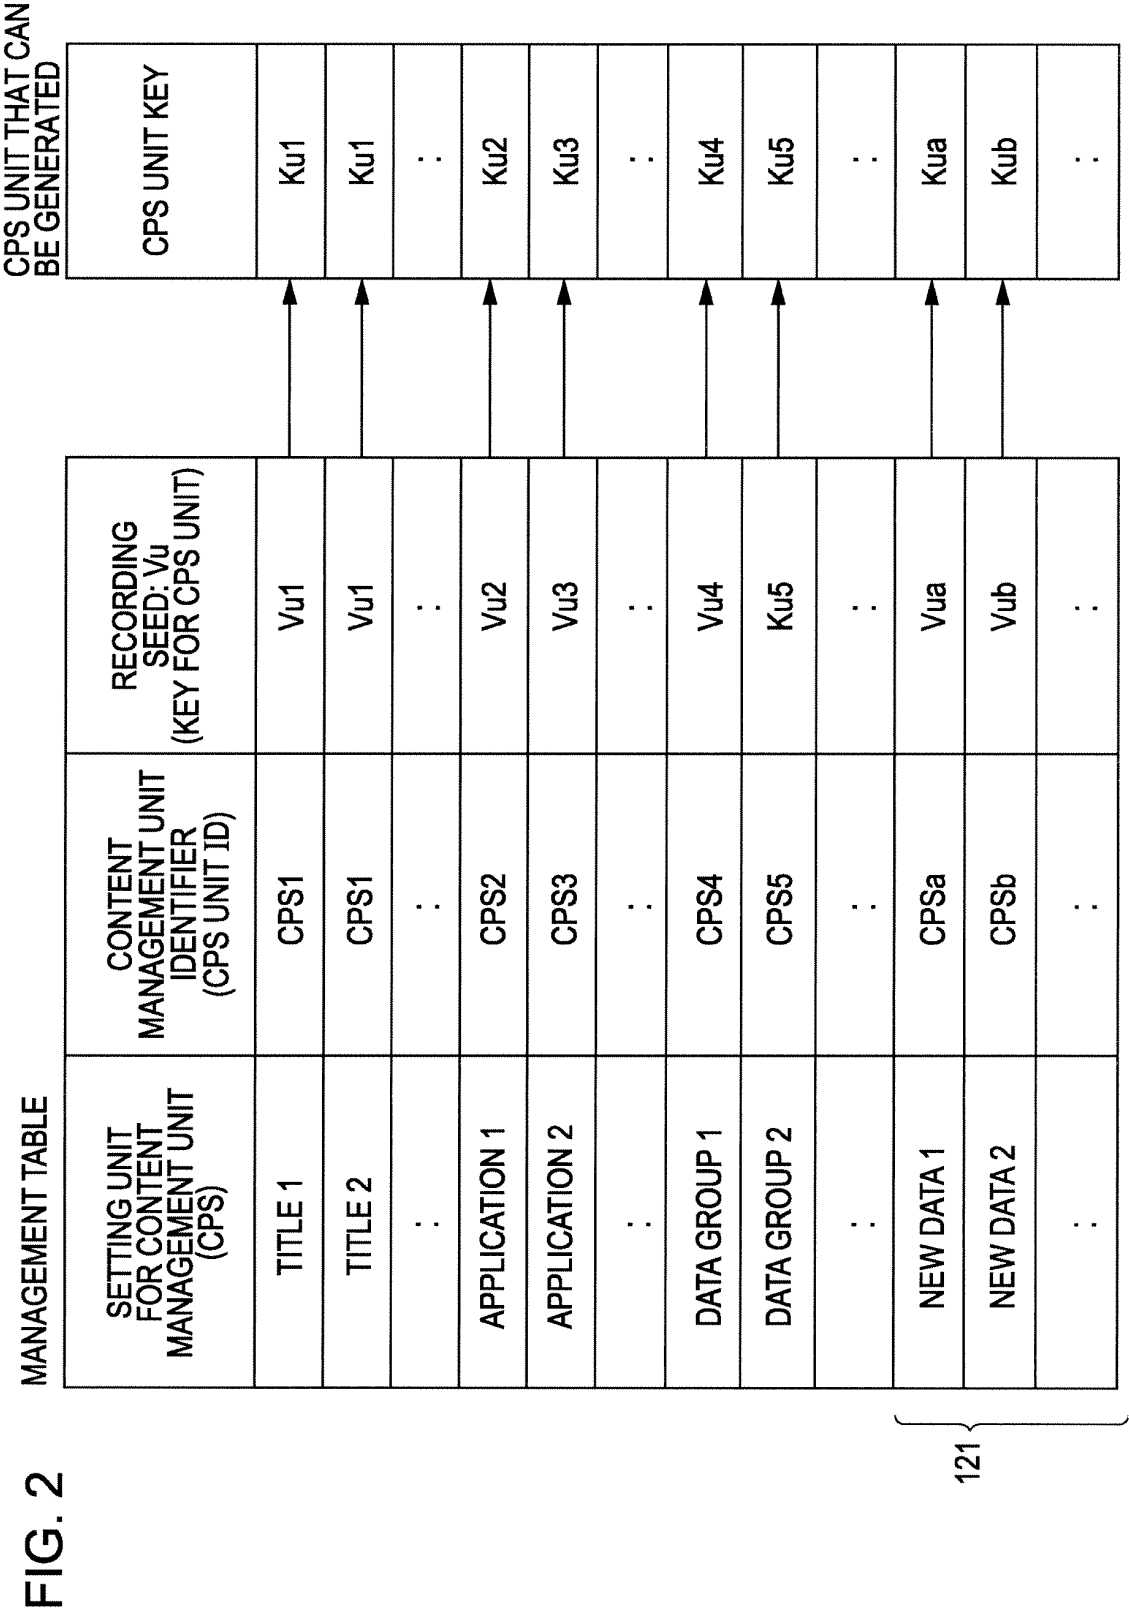 FIG. 2
MANAGEMENT TABLE
SETTING UNIT
FOR CONTENT
MANAGEMENT UNIT
(CPS)
CONTENT
MANAGEMENT UNIT
IDENTIFIER
(CPS UNIT ID)
RECORDING
SEED: Vu
(KEY FOR CPS UNIT)
CPS UNIT THAT CAN
BE GENERATED
CPS UNIT KEY
TITLE 1 CPS1 Vu1 Ku1
TITLE 2 CPS1 Vu1 Ku1
: : : :
APPLICATION 1 CPS2 Vu2 Ku2
APPLICATION 2 CPS3 Vu3 Ku3
: : : :
DATA GROUP 1 CPS4 Vu4 Ku4
DATA GROUP 2 CPS5 Ku5 Ku5
: : : :
121
NEW DATA 1 CPSa Vua Kua
NEW DATA 2 CPSb Vub Kub
: : : :